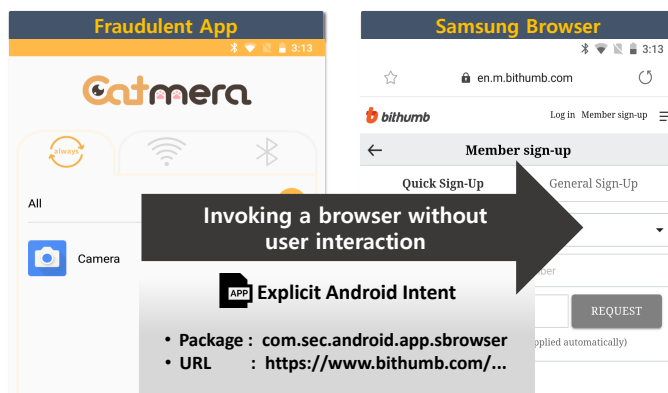 Fraudulent App
3:13
Catmera
always
All
Camera
Samsung Browser
3:13
en.m.bithumb.com
bithumb
Log in Member sign-up
Member sign-up
Quick Sign-Up
General Sign-Up
REQUEST
pplied automatically)
Invoking a browser without
user interaction
APP Explicit Android Intent
• Package : com.sec.android.app.sbrowser
• URL : https://www.bithumb.com/...